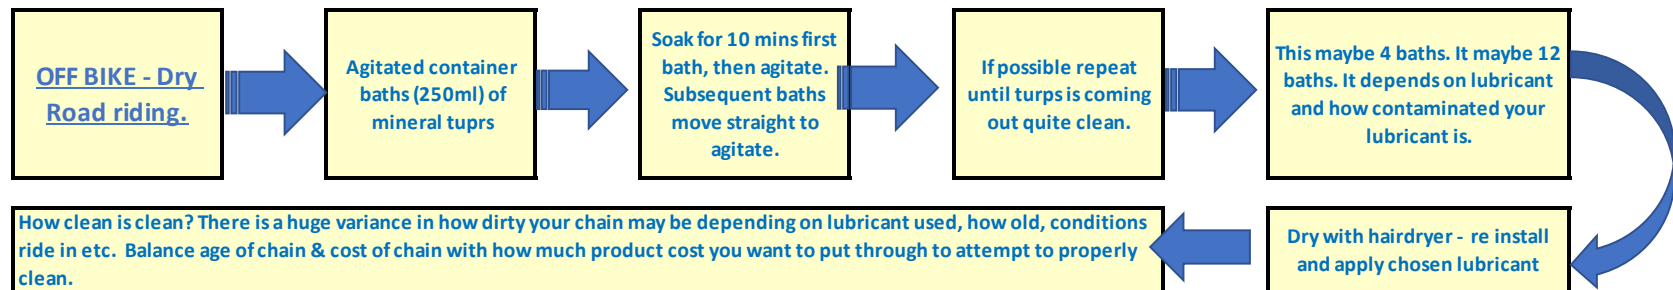 OFF BIKE - Dry
Road riding.
Agitated container
baths (250ml) of
mineral tuprs
Soak for 10 mins first
bath, then agitate.
Subsequent baths
move straight to
agitate.
If possible repeat
until turps is coming
out quite clean.
This maybe 4 baths. It maybe 12
baths. It depends on lubricant
and how contaminated your
lubricant is.
Dry with hairdryer - re install
and apply chosen lubricant
How clean is clean? There is a huge variance in how dirty your chain may be depending on lubricant used, how old, conditions
ride in etc. Balance age of chain & cost of chain with how much product cost you want to put through to attempt to properly
clean.